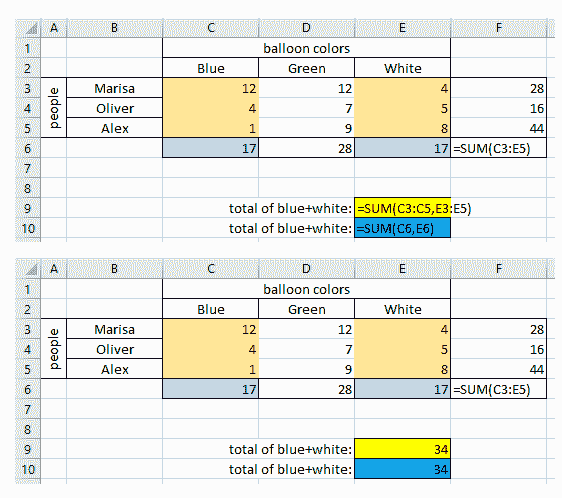 A B C D E F
1 balloon colors
2 Blue Green White
3 people Marisa 12 12 4 28
4 Oliver 4 7 5 16
5 Alex 1 9 8 44
6 17 28 17 =SUM(C3:E5)
7
8
9 total of blue+white: =SUM(C3:C5,E3:E5)
10 total of blue+white: =SUM(C6,E6)
A B C D E F
1 balloon colors
2 Blue Green White
3 people Marisa 12 12 4 28
4 Oliver 4 7 5 16
5 Alex 1 9 8 44
6 17 28 17 =SUM(C3:E5)
7
8
9 total of blue+white: 34
10 total of blue+white: 34